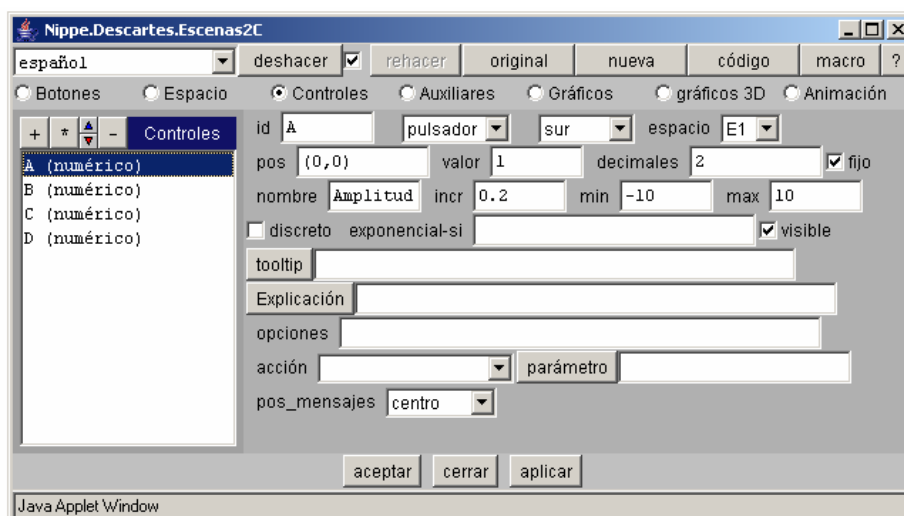 Nippe.Descartes.Escenas2C
español deshacer rehacer original nueva código macro ?
Botones Espacio Controles Auxiliares Gráficos gráficos 3D Animación
+ * - Controles id A pulsador sur espacio E1
A (numérico) pos (0,0) valor 1 decimales 2 fijo
B (numérico) nombre Amplitud incr 0.2 min -10 max 10
C (numérico)
D (numérico) discreto exponencial-si visible
tooltip
Explicación
opciones
acción parámetro
pos_mensajes centro
aceptar cerrar aplicar
Java Applet Window